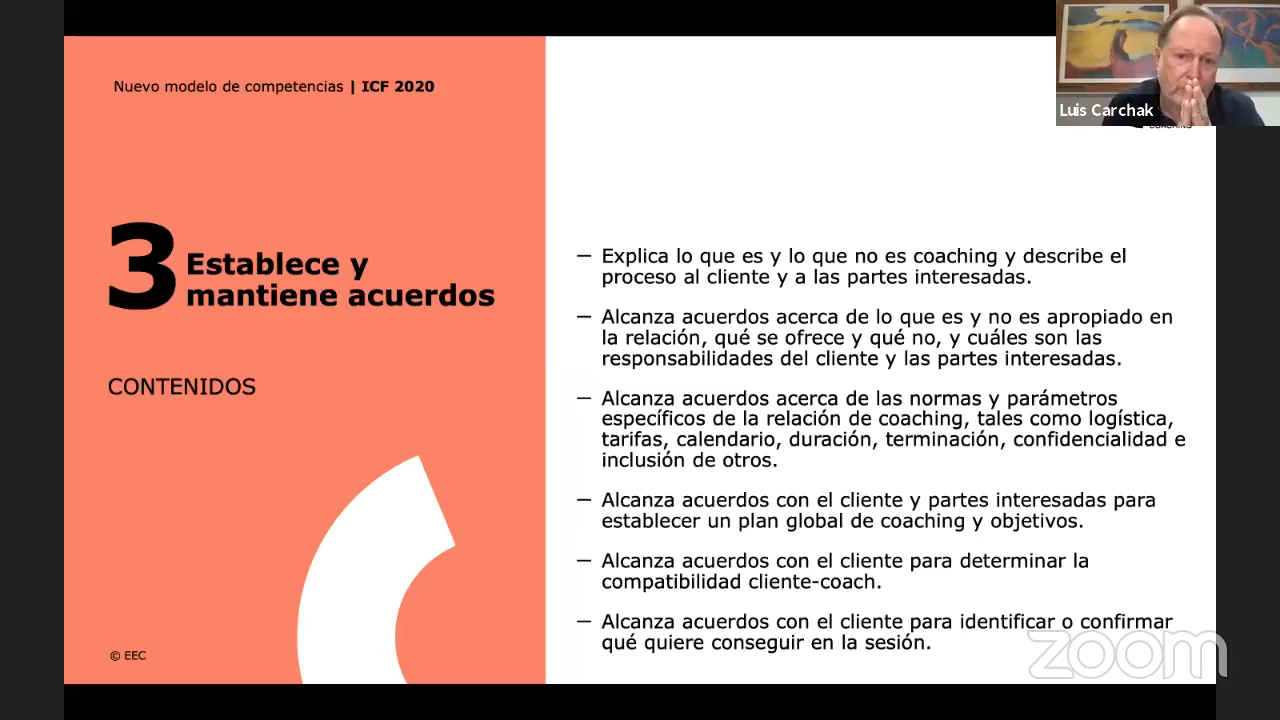 Nuevo modelo de competencias | ICF 2020
Luis Carchak
COACHING
3 Establece y
mantiene acuerdos
CONTENIDOS
— Explica lo que es y lo que no es coaching y describe el
proceso al cliente y a las partes interesadas.
— Alcanza acuerdos acerca de lo que es y no es apropiado en
la relación, qué se ofrece y qué no, y cuáles son las
responsabilidades del cliente y las partes interesadas.
— Alcanza acuerdos acerca de las normas y parámetros
específicos de la relación de coaching, tales como logística,
tarifas, calendario, duración, terminación, confidencialidad e
inclusión de otros.
— Alcanza acuerdos con el cliente y partes interesadas para
establecer un plan global de coaching y objetivos.
— Alcanza acuerdos con el cliente para determinar la
compatibilidad cliente-coach.
— Alcanza acuerdos con el cliente para identificar o confirmar
qué quiere conseguir en la sesión.
© EEC
zoom